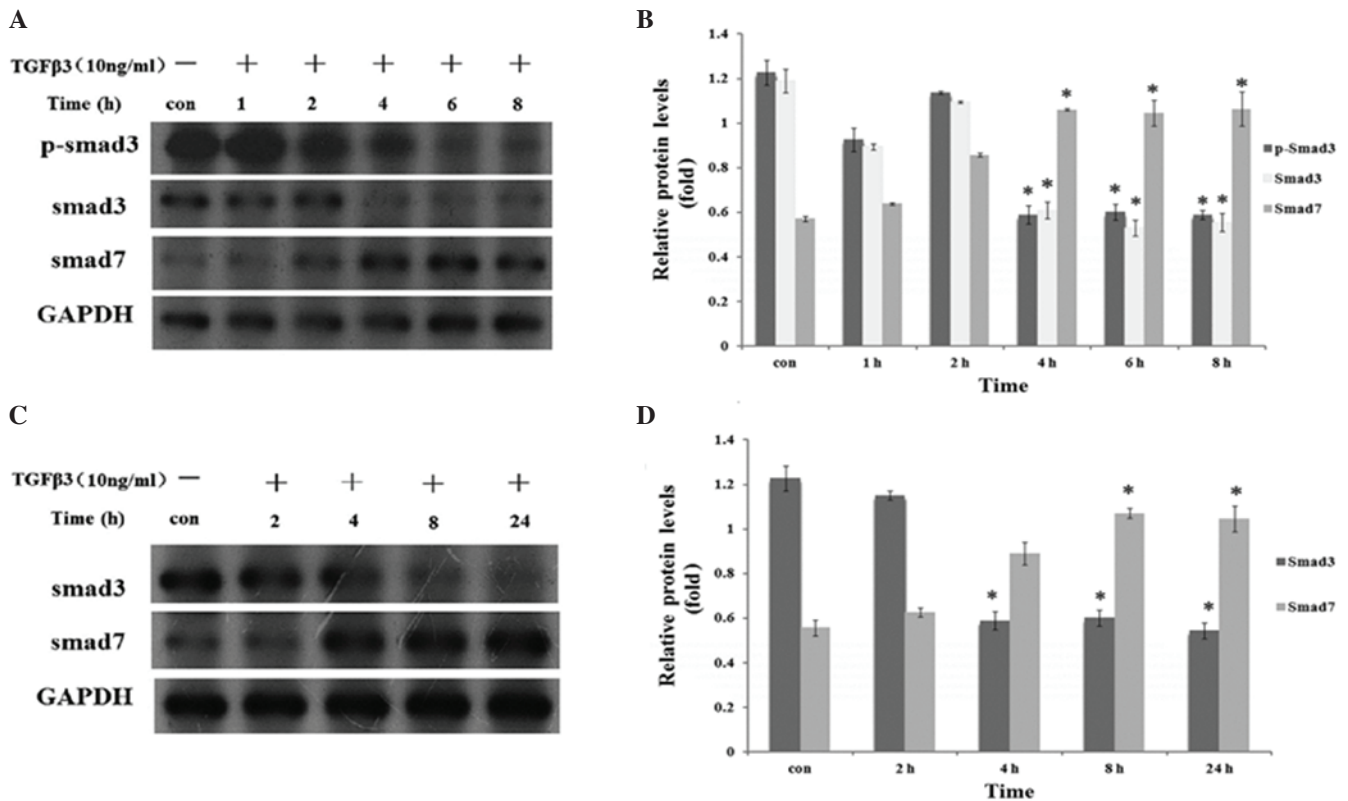 A
TGFβ3（10ng/ml）— + + + + +
Time (h) con 1 2 4 6 8
p-smad3
smad3
smad7
GAPDH
B
Relative protein levels
(fold)
1.4
1.2
1
0.8
0.6
0.4
0.2
0
* * * * * * * * *
con 1 h 2 h 4 h 6 h 8 h
Time
p-Smad3
Smad3
Smad7
C
TGFβ3（10ng/ml）— + + + +
Time (h) con 2 4 8 24
smad3
smad7
GAPDH
D
Relative protein levels
(fold)
1.4
1.2
1
0.8
0.6
0.4
0.2
0
* * * * *
con 2 h 4 h 8 h 24 h
Time
Smad3
Smad7